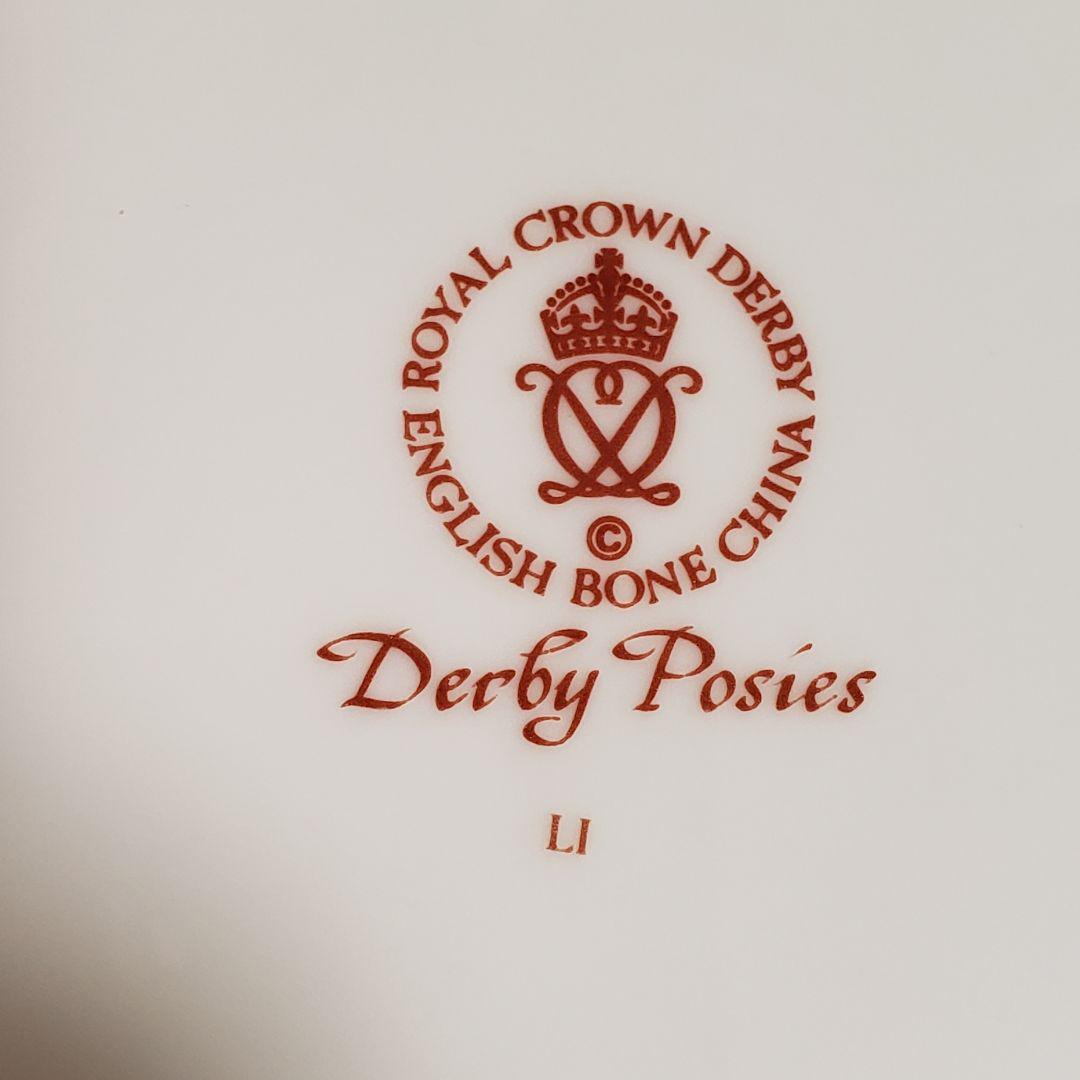 ROYAL CROWN DERBY
ENGLISH BONE CHINA
©
Derby Posies
LI